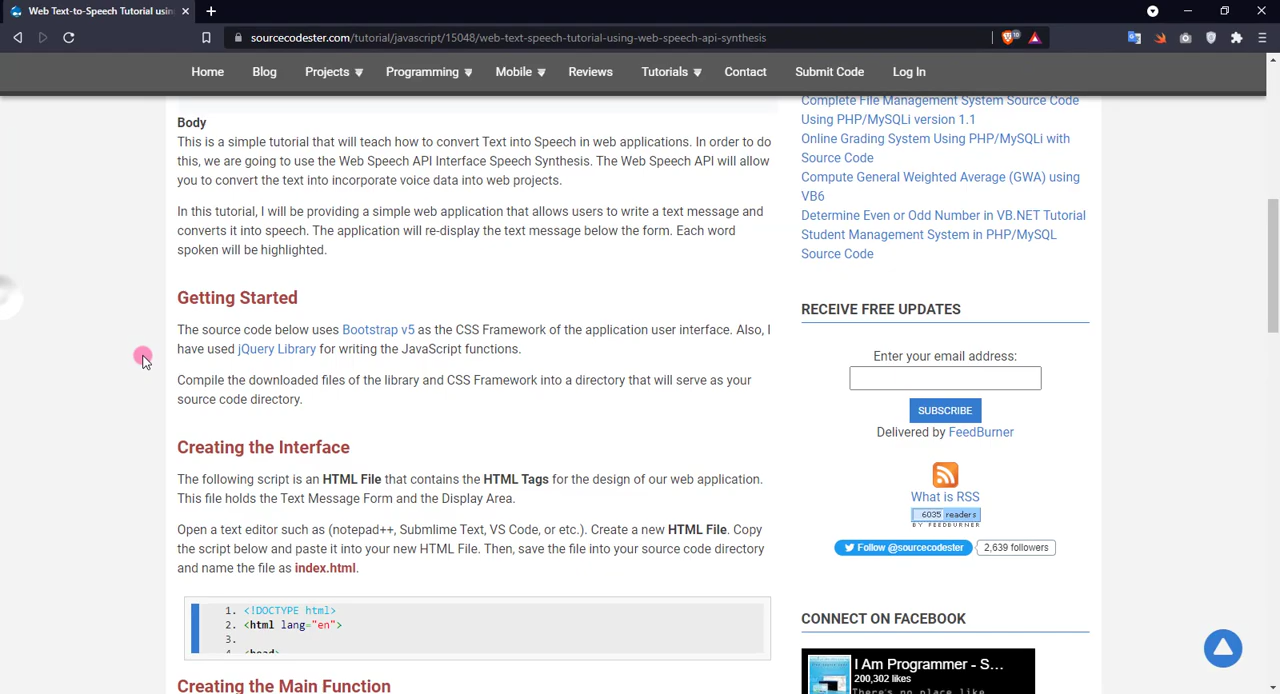 Web Text-to-Speech Tutorial usin
sourcecodester.com/tutorial/javascript/15048/web-text-speech-tutorial-using-web-speech-api-synthesis
Home Blog Projects Programming Mobile Reviews Tutorials Contact Submit Code Log In
Body
This is a simple tutorial that will teach how to convert Text into Speech in web applications. In order to do
this, we are going to use the Web Speech API Interface Speech Synthesis. The Web Speech API will allow
you to convert the text into incorporate voice data into web projects.
In this tutorial, I will be providing a simple web application that allows users to write a text message and
converts it into speech. The application will re-display the text message below the form. Each word
spoken will be highlighted.
Getting Started
The source code below uses Bootstrap v5 as the CSS Framework of the application user interface. Also, I
have used jQuery Library for writing the JavaScript functions.
Compile the downloaded files of the library and CSS Framework into a directory that will serve as your
source code directory.
Creating the Interface
The following script is an HTML File that contains the HTML Tags for the design of our web application.
This file holds the Text Message Form and the Display Area.
Open a text editor such as (notepad++, Submlime Text, VS Code, or etc.). Create a new HTML File. Copy
the script below and paste it into your new HTML File. Then, save the file into your source code directory
and name the file as index.html.
1. <!DOCTYPE html>
2. <html lang="en">
3.
4. <head>
Creating the Main Function
Complete File Management System Source Code
Using PHP/MySQLi version 1.1
Online Grading System Using PHP/MySQLi with
Source Code
Compute General Weighted Average (GWA) using
VB6
Determine Even or Odd Number in VB.NET Tutorial
Student Management System in PHP/MySQL
Source Code
RECEIVE FREE UPDATES
Enter your email address:
SUBSCRIBE
Delivered by FeedBurner
What is RSS
6035 readers
BY FEEDBURNER
Follow @sourcecodester 2,639 followers
CONNECT ON FACEBOOK
I Am Programmer - S...
200,302 likes
There's no place like